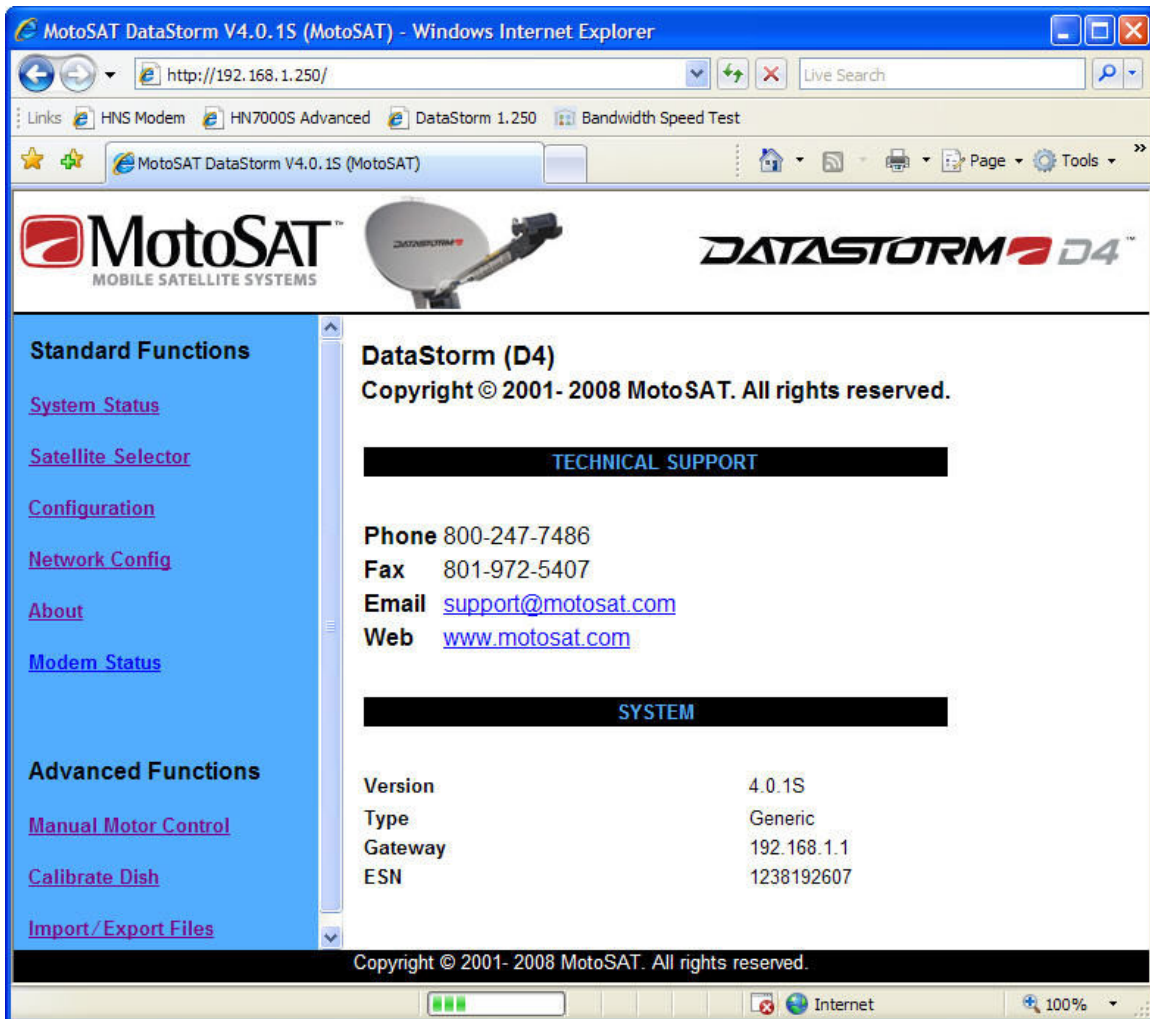 MotoSAT DataStorm V4.0.1S (MotoSAT) - Windows Internet Explorer
http://192.168.1.250/
Live Search
Links HNS Modem HN7000S Advanced DataStorm 1.250 Bandwidth Speed Test
MotoSAT DataStorm V4.0.1S (MotoSAT)
Page Tools »
MotoSAT™
MOBILE SATELLITE SYSTEMS
DATASTORM
DATASTORM D4™
Standard Functions
System Status
Satellite Selector
Configuration
Network Config
About
Modem Status
Advanced Functions
Manual Motor Control
Calibrate Dish
Import/Export Files
DataStorm (D4)
Copyright © 2001- 2008 MotoSAT. All rights reserved.
TECHNICAL SUPPORT
Phone 800-247-7486
Fax 801-972-5407
Email support@motosat.com
Web www.motosat.com
SYSTEM
Version 4.0.1S
Type Generic
Gateway 192.168.1.1
ESN 1238192607
Copyright © 2001- 2008 MotoSAT. All rights reserved.
Internet 100%